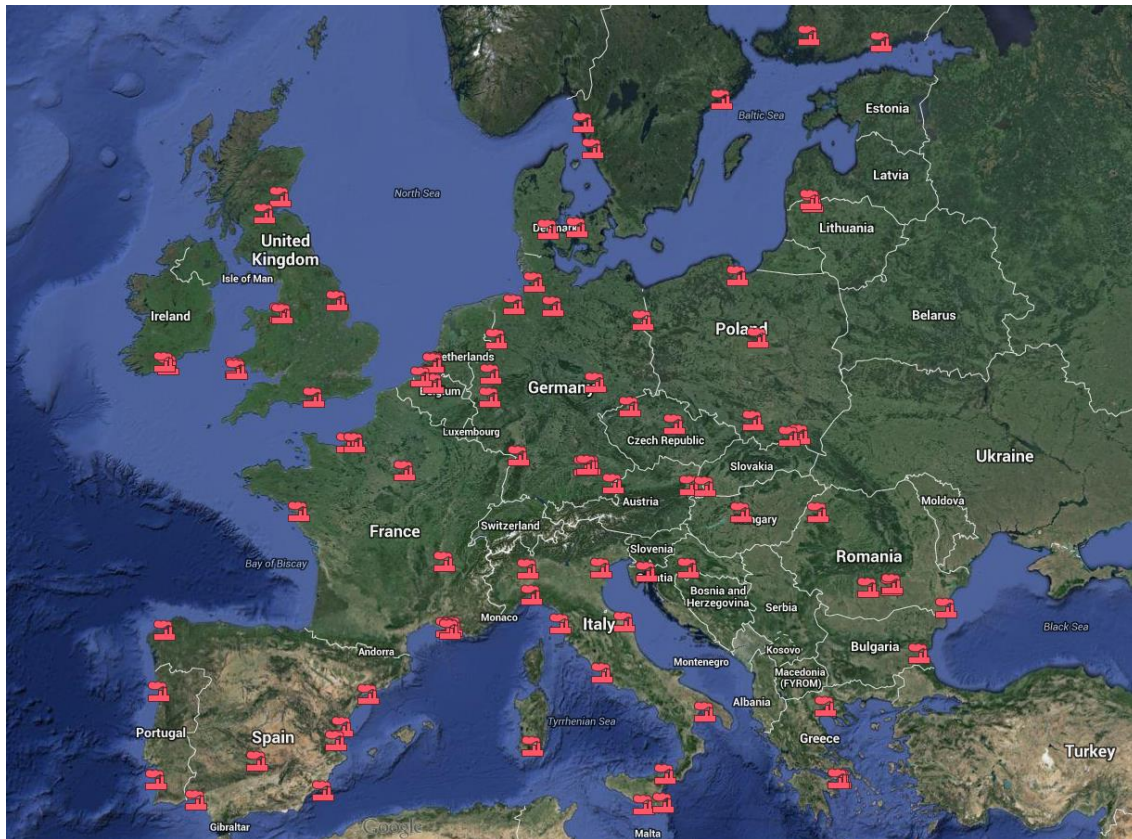 Baltic Sea
Estonia
Latvia
North Sea
Denmark
Lithuania
United
Kingdom
Isle of Man
Ireland
Poland
Belarus
Netherlands
Belgium
Germany
Luxembourg
Czech Republic
Slovakia
Ukraine
Moldova
Austria
France
Switzerland
Hungary
Slovenia
Romania
Bay of Biscay
Croatia
Bosnia and
Herzegovina
Monaco
Italy
Serbia
Black Sea
Andorra
Kosovo
Bulgaria
Montenegro
Macedonia
(FYROM)
Albania
Tyrrhenian Sea
Portugal
Spain
Greece
Turkey
Google
Gibraltar
Malta